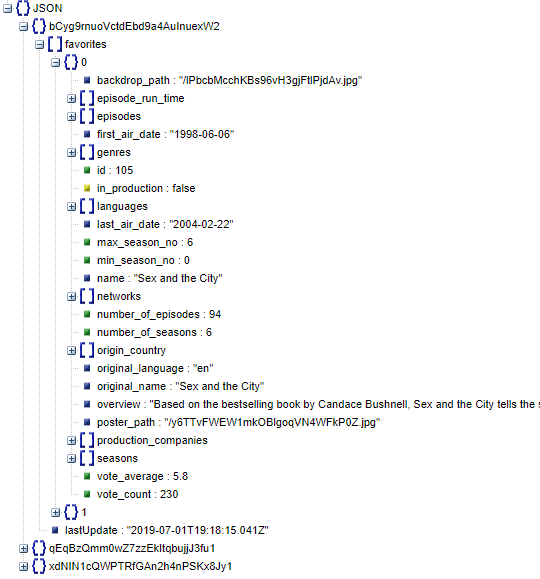 JSON
bCyg9rnuoVctdEbd9a4AuInuexW2
favorites
0
backdrop_path : "/lPbcbMcchKBs96vH3gjFtlPjdAv.jpg"
episode_run_time
episodes
first_air_date : "1998-06-06"
genres
id : 105
in_production : false
languages
last_air_date : "2004-02-22"
max_season_no : 6
min_season_no : 0
name : "Sex and the City"
networks
number_of_episodes : 94
number_of_seasons : 6
origin_country
original_language : "en"
original_name : "Sex and the City"
overview : "Based on the bestselling book by Candace Bushnell, Sex and the City tells the s
poster_path : "/y6TTvFWEW1mkOBlgoqVN4WFkP0Z.jpg"
production_companies
seasons
vote_average : 5.8
vote_count : 230
1
lastUpdate : "2019-07-01T19:18:15.041Z"
qEqBzQmm0wZ7zzEkltqbujjJ3fu1
xdNIN1cQWPTRfGAn2h4nPSKx8Jy1